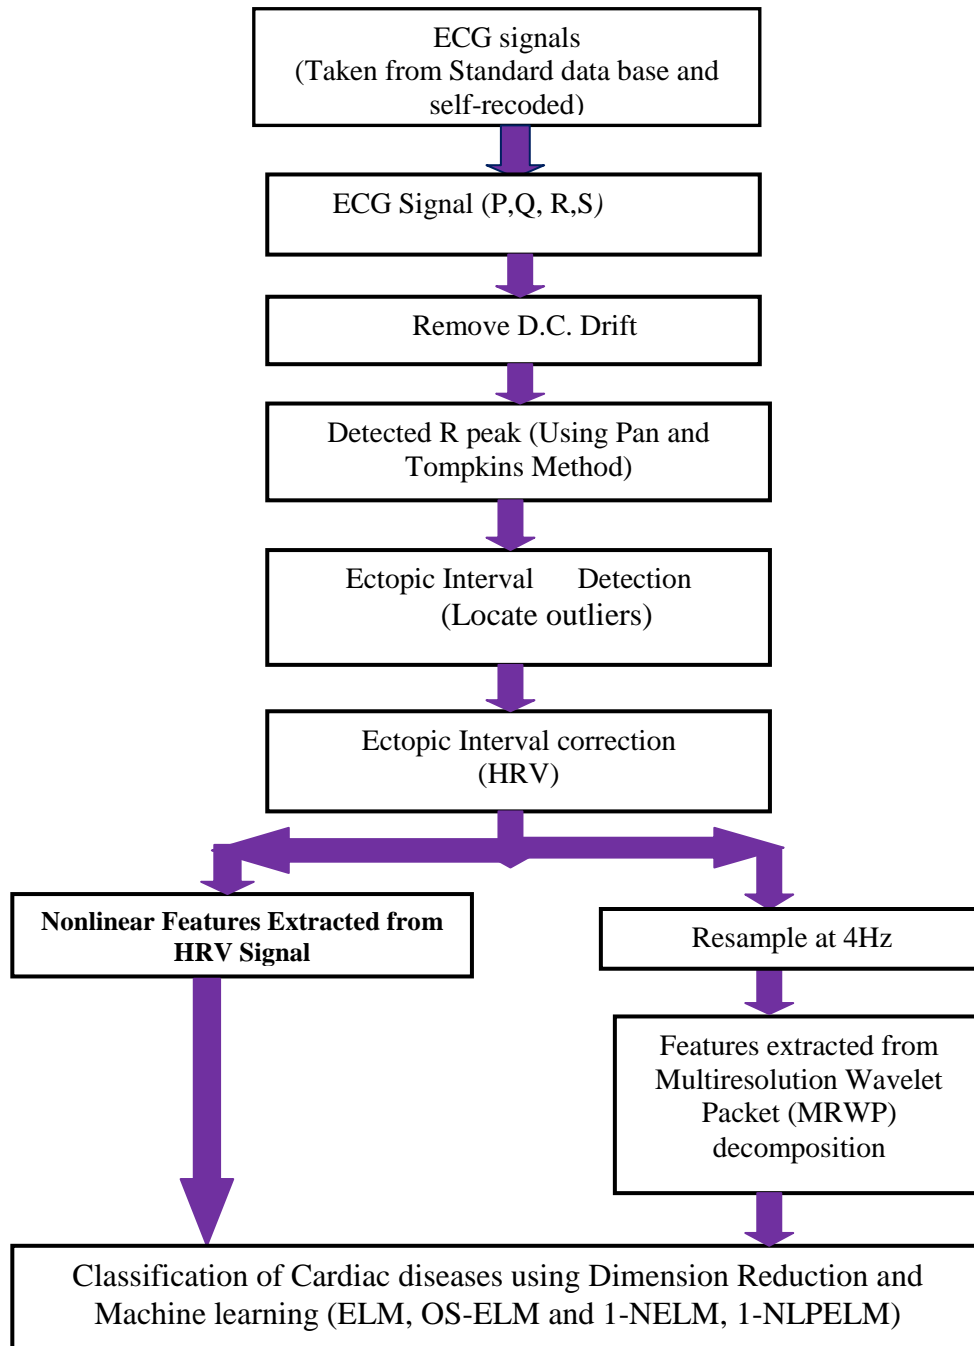 ECG signals
(Taken from Standard data base and
self-recoded)
ECG Signal (P,Q, R,S)
Remove D.C. Drift
Detected R peak (Using Pan and
Tompkins Method)
Ectopic Interval Detection
(Locate outliers)
Ectopic Interval correction
(HRV)
Nonlinear Features Extracted from
HRV Signal
Resample at 4Hz
Features extracted from
Multiresolution Wavelet
Packet (MRWP)
decomposition
Classification of Cardiac diseases using Dimension Reduction and
Machine learning (ELM, OS-ELM and 1-NELM, 1-NLPELM)